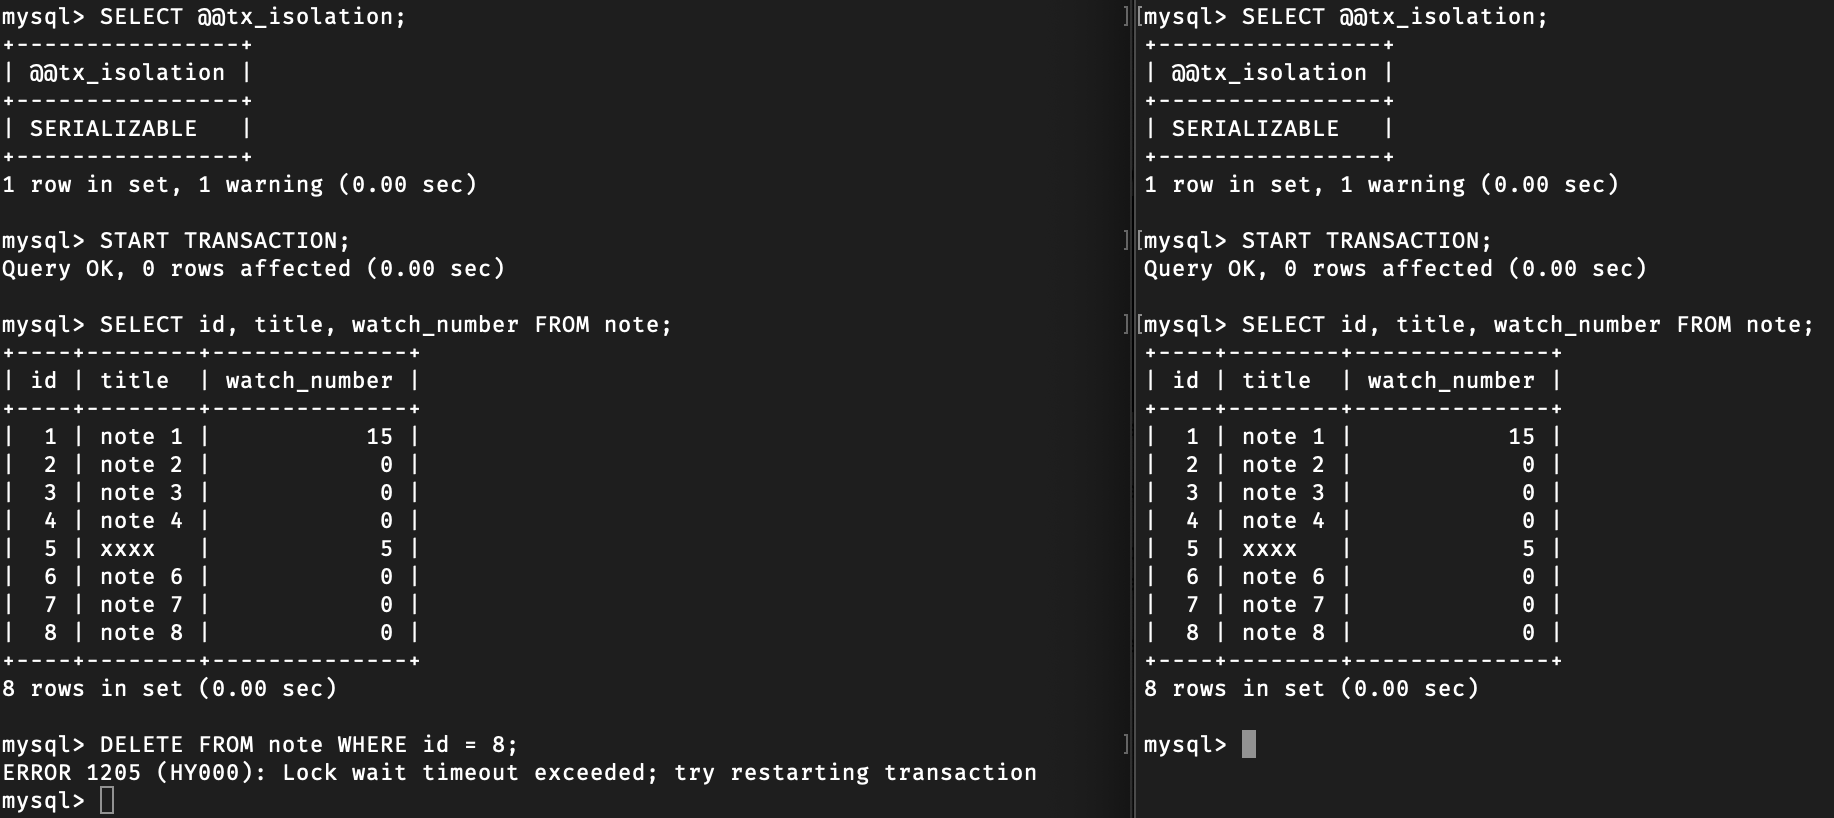 mysql> SELECT @@tx_isolation;
+----------------+
| @@tx_isolation |
+----------------+
| SERIALIZABLE   |
+----------------+
1 row in set, 1 warning (0.00 sec)

mysql> START TRANSACTION;
Query OK, 0 rows affected (0.00 sec)

mysql> SELECT id, title, watch_number FROM note;
+----+--------+--------------+
| id | title  | watch_number |
+----+--------+--------------+
|  1 | note 1 |           15 |
|  2 | note 2 |            0 |
|  3 | note 3 |            0 |
|  4 | note 4 |            0 |
|  5 | xxxx   |            5 |
|  6 | note 6 |            0 |
|  7 | note 7 |            0 |
|  8 | note 8 |            0 |
+----+--------+--------------+
8 rows in set (0.00 sec)

mysql> DELETE FROM note WHERE id = 8;
ERROR 1205 (HY000): Lock wait timeout exceeded; try restarting transaction
mysql>
[mysql> SELECT @@tx_isolation;
+----------------+
| @@tx_isolation |
+----------------+
| SERIALIZABLE   |
+----------------+
1 row in set, 1 warning (0.00 sec)

[mysql> START TRANSACTION;
Query OK, 0 rows affected (0.00 sec)

[mysql> SELECT id, title, watch_number FROM note;
+----+--------+--------------+
| id | title  | watch_number |
+----+--------+--------------+
|  1 | note 1 |           15 |
|  2 | note 2 |            0 |
|  3 | note 3 |            0 |
|  4 | note 4 |            0 |
|  5 | xxxx   |            5 |
|  6 | note 6 |            0 |
|  7 | note 7 |            0 |
|  8 | note 8 |            0 |
+----+--------+--------------+
8 rows in set (0.00 sec)

mysql>